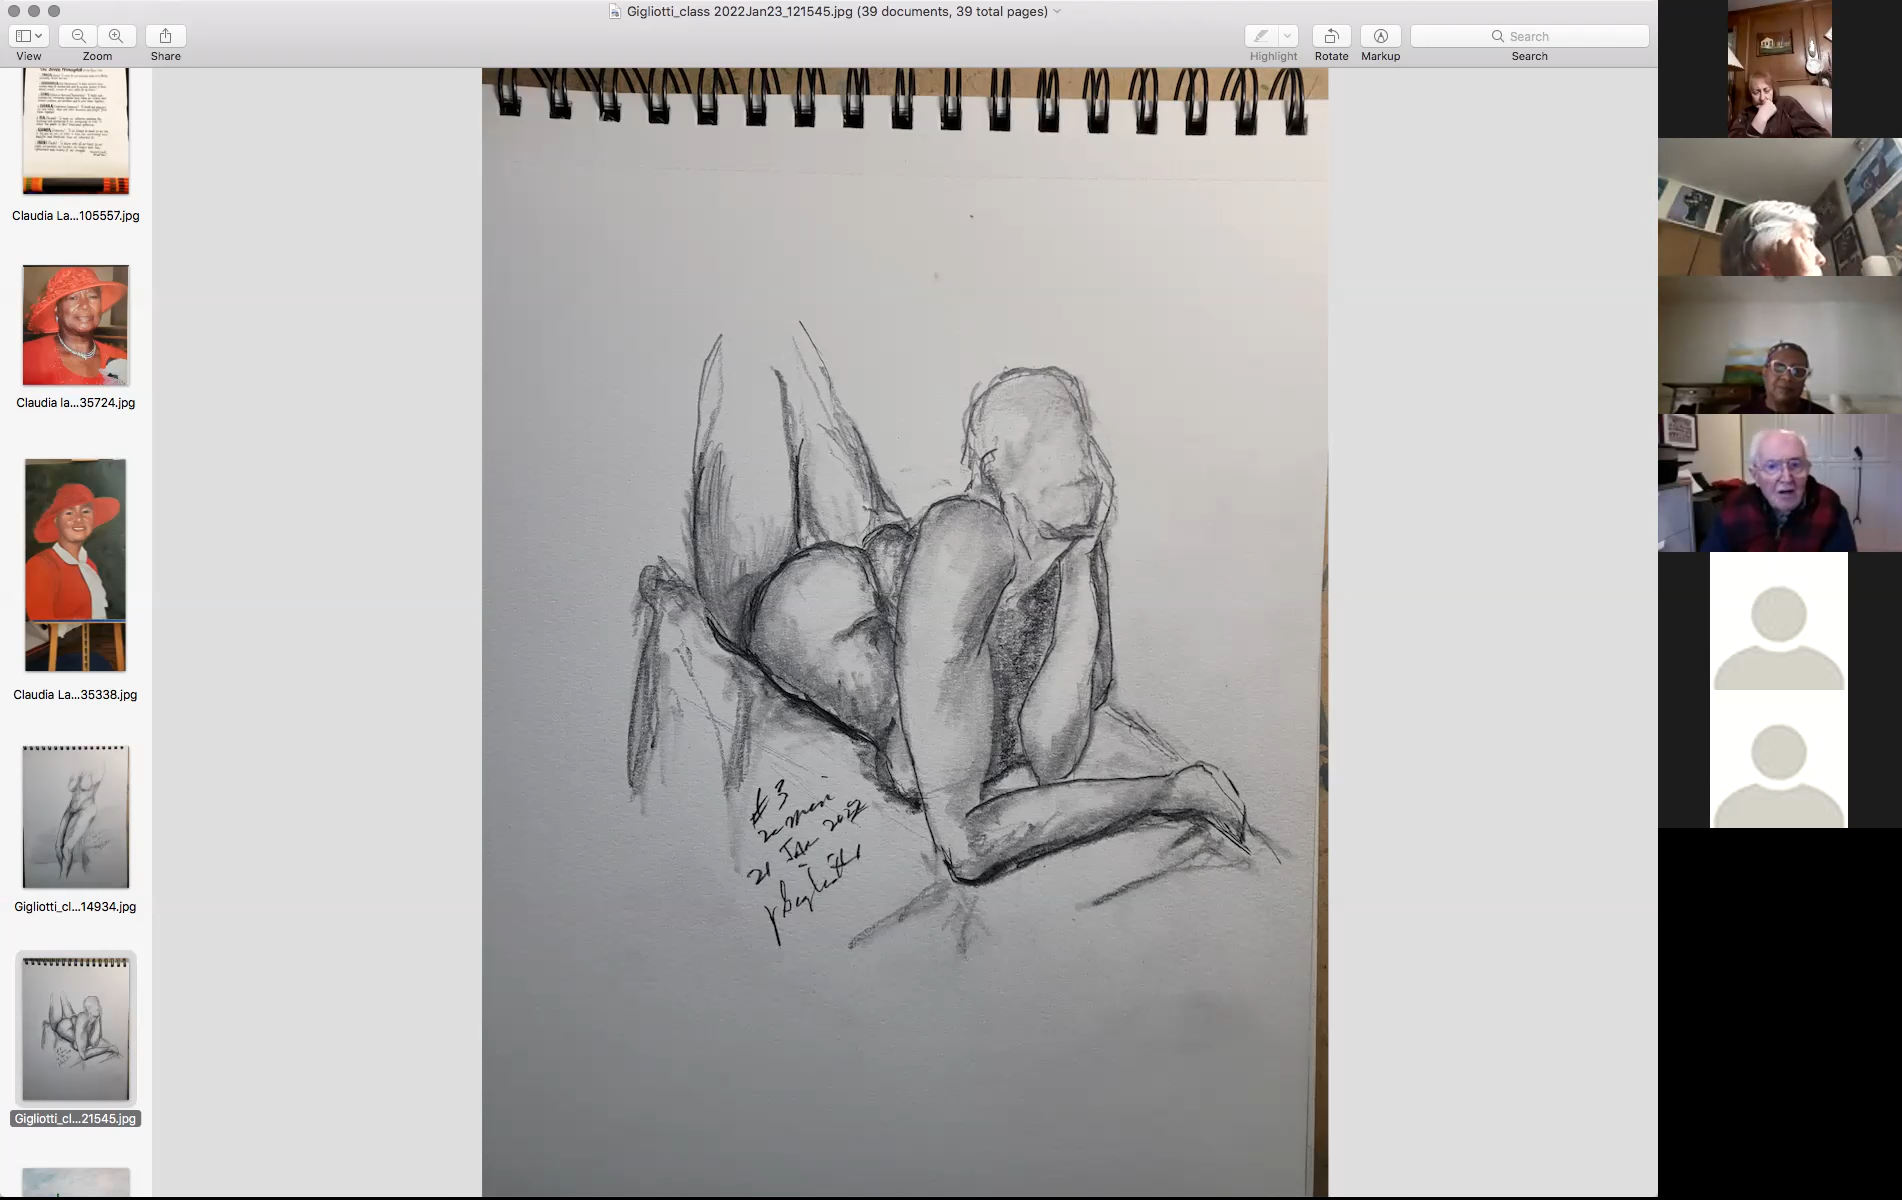 Gigliotti_class 2022Jan23_121545.jpg (39 documents, 39 total pages)
View
Zoom
Share
Highlight
Rotate
Markup
Search
Search
Claudia La...105557.jpg
Claudia la...35724.jpg
Claudia La...35338.jpg
Gigliotti_cl...14934.jpg
Gigliotti_cl...21545.jpg
#3
20 min
21 Jan 2022